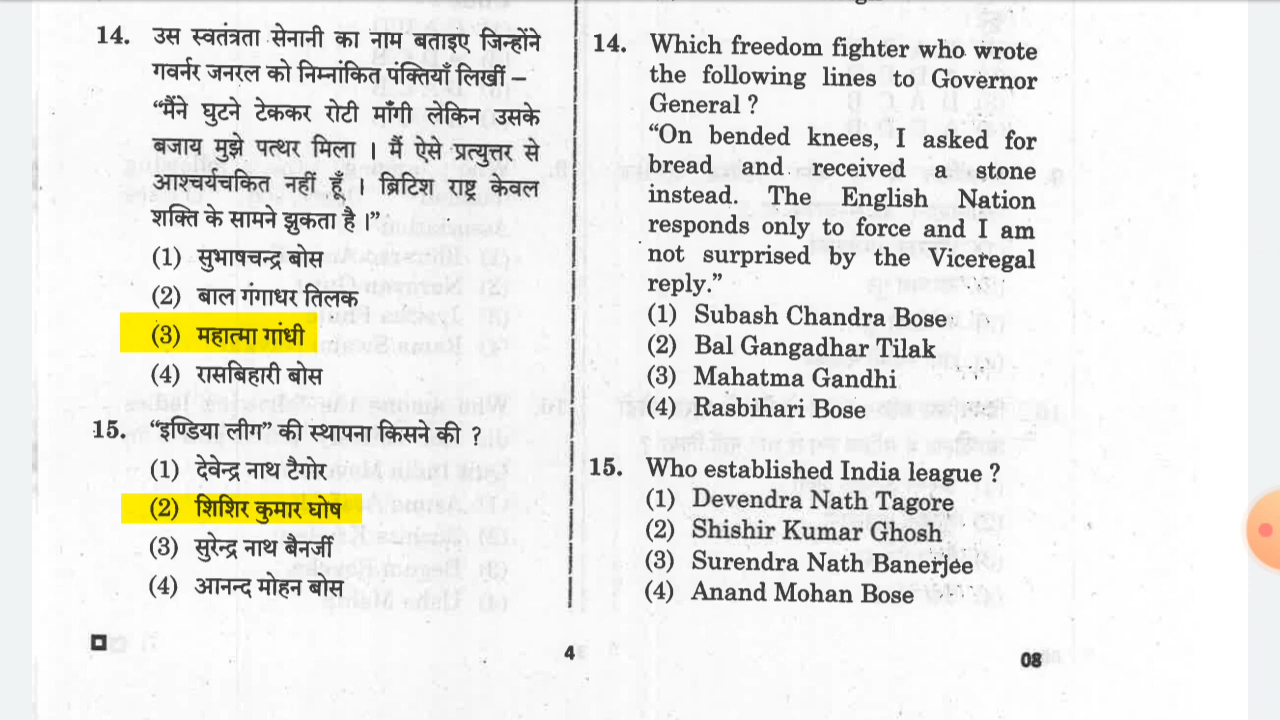 14. उस स्वतंत्रता सेनानी का नाम बताइए जिन्होंने
गवर्नर जनरल को निम्नांकित पंक्तियाँ लिखीं –
“मैंने घुटने टेककर रोटी माँगी लेकिन उसके
बजाय मुझे पत्थर मिला । मैं ऐसे प्रत्युत्तर से
आश्चर्यचकित नहीं हूँ । ब्रिटिश राष्ट्र केवल
शक्ति के सामने झुकता है ।”
(1) सुभाषचन्द्र बोस
(2) बाल गंगाधर तिलक
(3) महात्मा गांधी
(4) रासबिहारी बोस
15. “इण्डिया लीग” की स्थापना किसने की ?
(1) देवेन्द्र नाथ टैगोर
(2) शिशिर कुमार घोष
(3) सुरेन्द्र नाथ बैनर्जी
(4) आनन्द मोहन बोस
14. Which freedom fighter who wrote
the following lines to Governor
General ?
“On bended knees, I asked for
bread and received a stone
instead. The English Nation
responds only to force and I am
not surprised by the Viceregal
reply.”
(1) Subash Chandra Bose
(2) Bal Gangadhar Tilak
(3) Mahatma Gandhi
(4) Rasbihari Bose
15. Who established India league ?
(1) Devendra Nath Tagore
(2) Shishir Kumar Ghosh
(3) Surendra Nath Banerjee
(4) Anand Mohan Bose
4
08